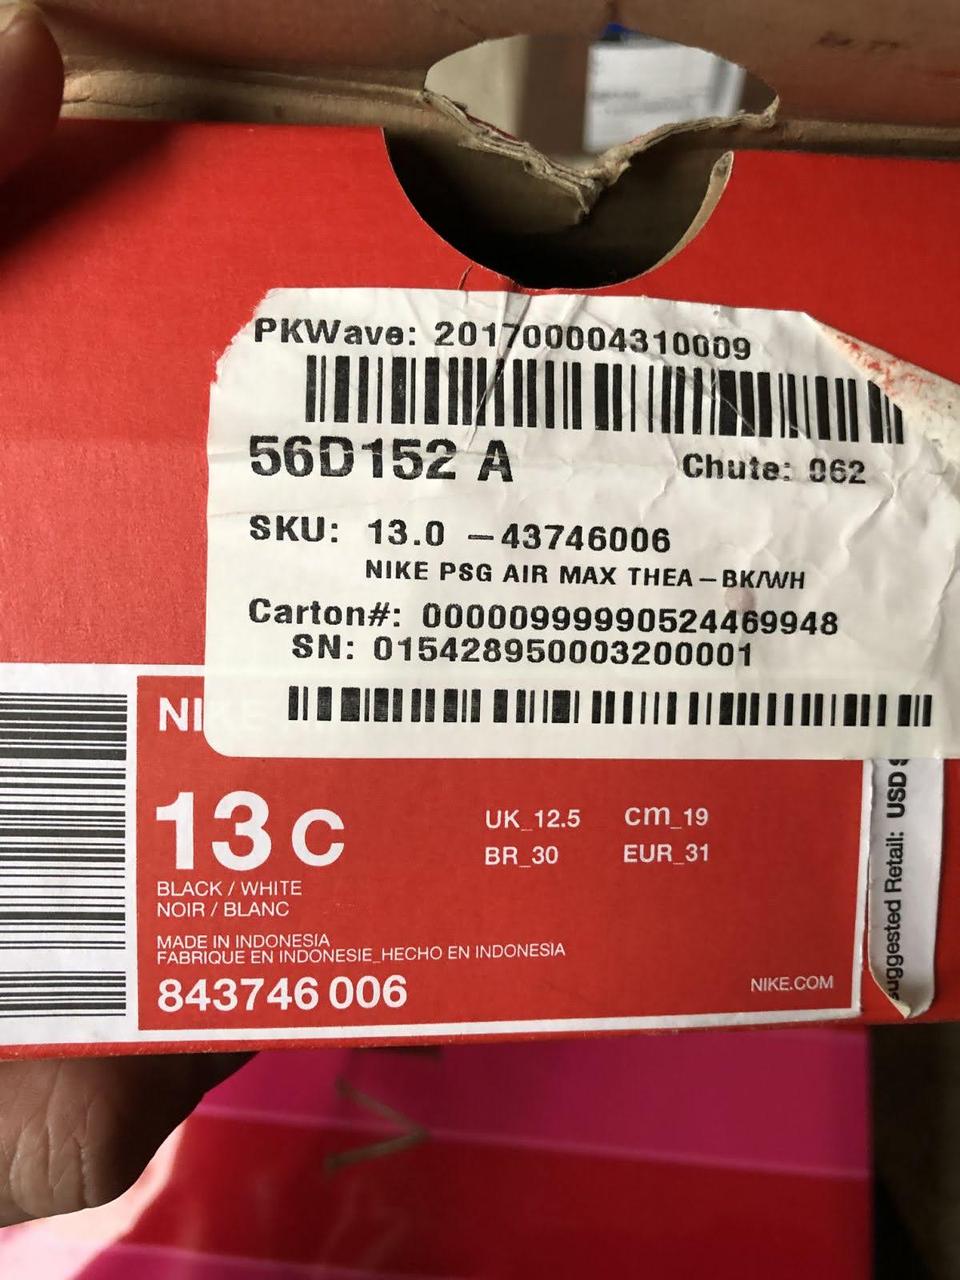 PKWave: 201700004310009
56D152 A
Chute: 062
SKU: 13.0 –43746006
NIKE PSG AIR MAX THEA–BK/WH
Carton#: 00000999990524469948
SN: 015428950003200001
NIKE
13 C
UK_12.5 cm_19
BR_30 EUR_31
BLACK / WHITE
NOIR / BLANC
MADE IN INDONESIA
FABRIQUE EN INDONESIE_HECHO EN INDONESIA
843746 006
NIKE.COM
uggested Retail: USD